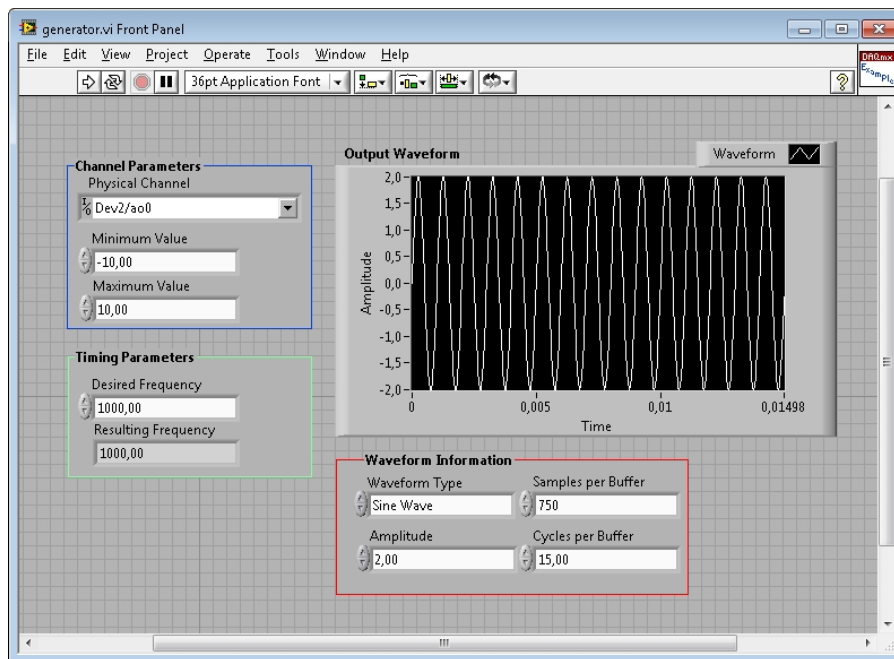 generator.vi Front Panel
File Edit View Project Operate Tools Window Help
36pt Application Font
?
DAQmx
Example
Channel Parameters
Physical Channel
I/O Dev2/ao0
Minimum Value
-10,00
Maximum Value
10,00
Timing Parameters
Desired Frequency
1000,00
Resulting Frequency
1000,00
Output Waveform
Waveform
Amplitude
2,0
1,5
1,0
0,5
0,0
-0,5
-1,0
-1,5
-2,0
0 0,005 0,01 0,01498
Time
Waveform Information
Waveform Type
Sine Wave
Samples per Buffer
750
Amplitude
2,00
Cycles per Buffer
15,00